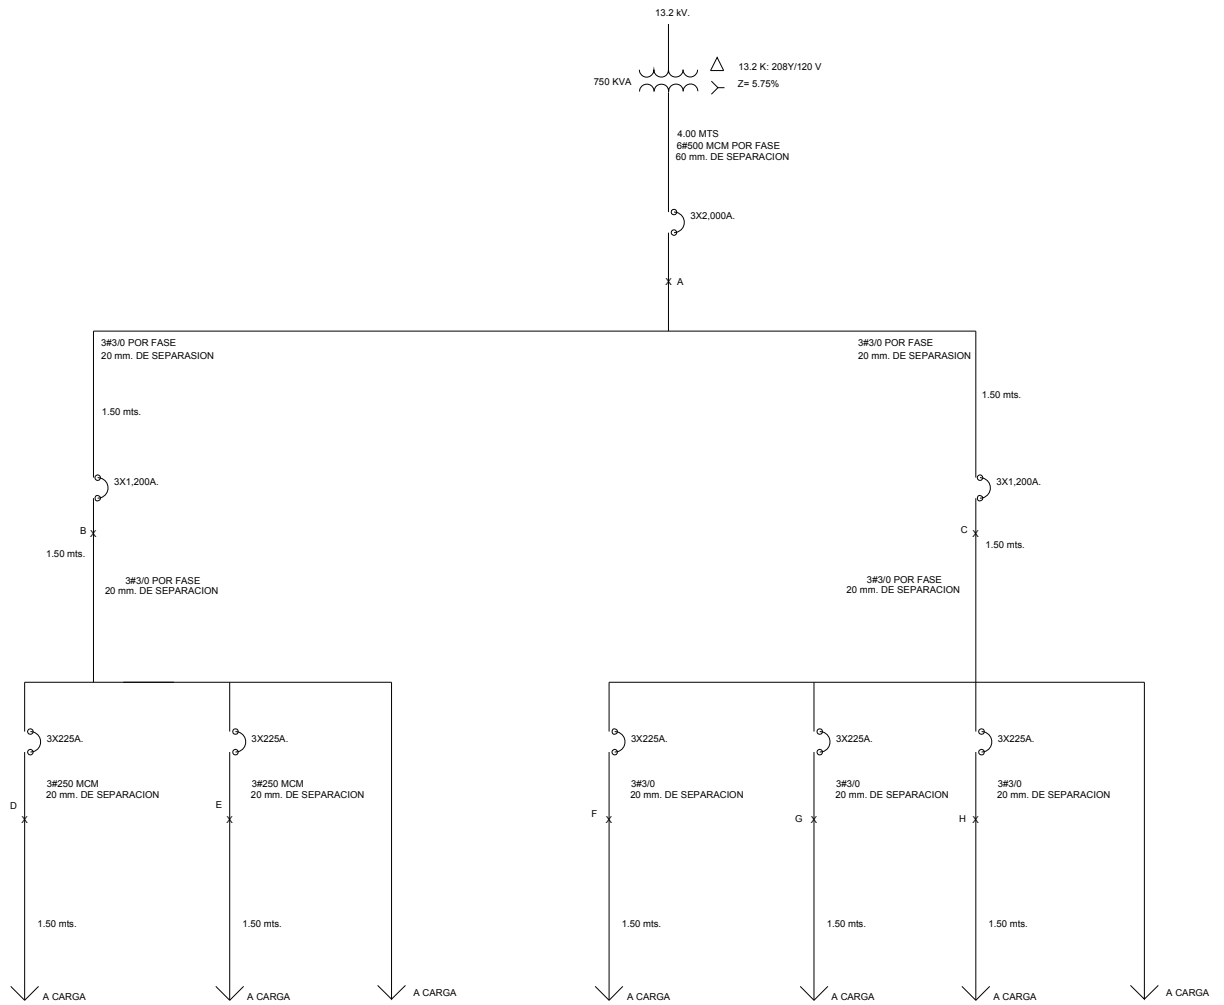 13.2 kV.
13.2 K: 208Y/120 V
750 KVA
Z= 5.75%
4.00 MTS
6#500 MCM POR FASE
60 mm. DE SEPARACION
3X2,000A.
X A
3#3/0 POR FASE
20 mm. DE SEPARASION
3#3/0 POR FASE
20 mm. DE SEPARASION
1.50 mts.
1.50 mts.
3X1,200A.
3X1,200A.
B X
1.50 mts.
C X
1.50 mts.
3#3/0 POR FASE
20 mm. DE SEPARACION
3#3/0 POR FASE
20 mm. DE SEPARACION
3X225A.
3X225A.
3X225A.
3X225A.
3X225A.
3#250 MCM
20 mm. DE SEPARACION
3#250 MCM
20 mm. DE SEPARACION
3#3/0
20 mm. DE SEPARACION
3#3/0
20 mm. DE SEPARACION
3#3/0
20 mm. DE SEPARACION
D X
E X
F X
G X
H X
1.50 mts.
1.50 mts.
1.50 mts.
1.50 mts.
1.50 mts.
A CARGA
A CARGA
A CARGA
A CARGA
A CARGA
A CARGA
A CARGA